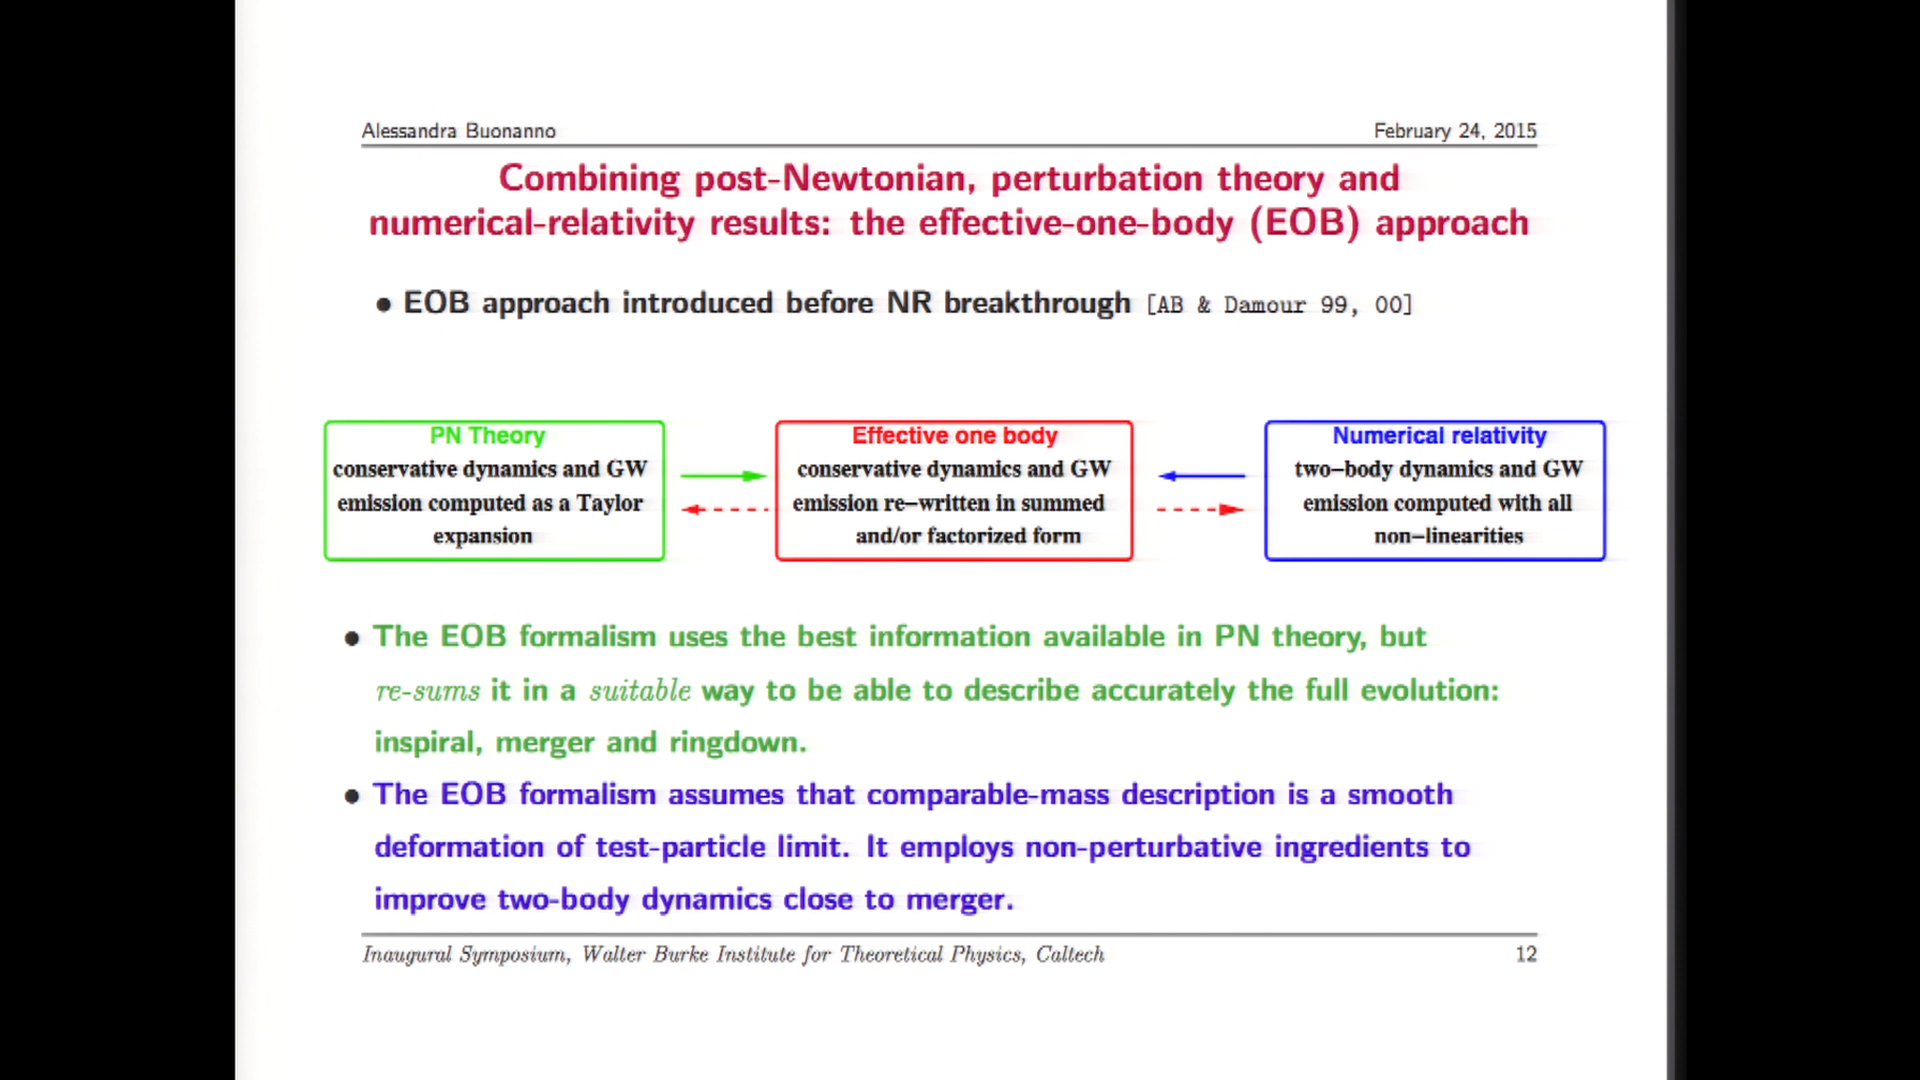 Alessandra Buonanno
February 24, 2015
Combining post-Newtonian, perturbation theory and
numerical-relativity results: the effective-one-body (EOB) approach
• EOB approach introduced before NR breakthrough [AB & Damour 99, 00]
PN Theory
conservative dynamics and GW
emission computed as a Taylor
expansion
Effective one body
conservative dynamics and GW
emission re–written in summed
and/or factorized form
Numerical relativity
two–body dynamics and GW
emission computed with all
non–linearities
• The EOB formalism uses the best information available in PN theory, but
re-sums it in a suitable way to be able to describe accurately the full evolution:
inspiral, merger and ringdown.
• The EOB formalism assumes that comparable-mass description is a smooth
deformation of test-particle limit. It employs non-perturbative ingredients to
improve two-body dynamics close to merger.
Inaugural Symposium, Walter Burke Institute for Theoretical Physics, Caltech
12